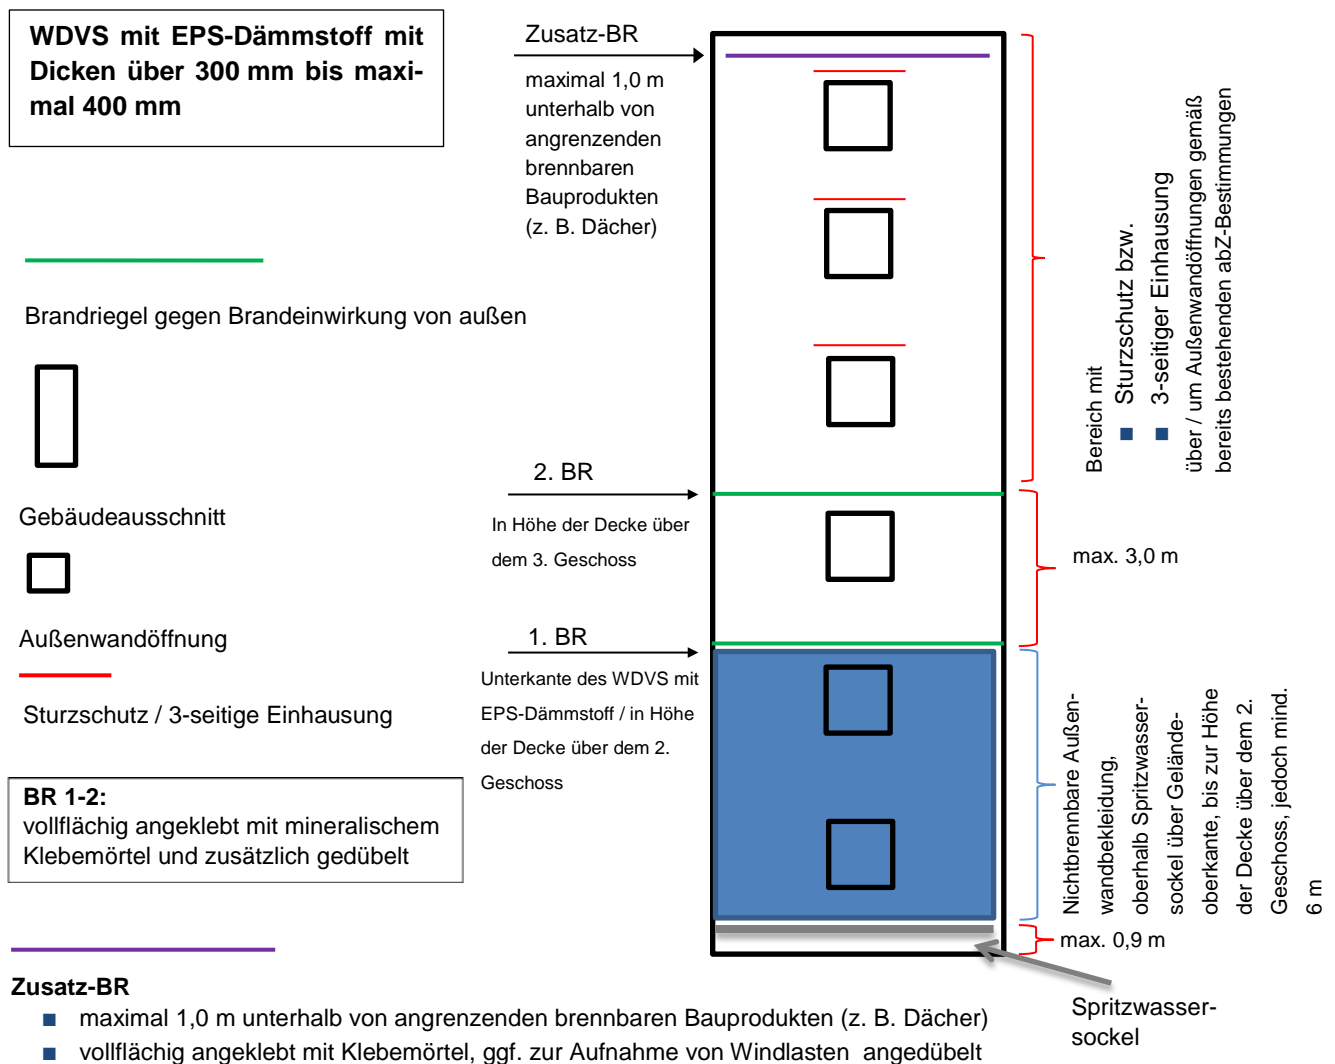 WDVS mit EPS-Dämmstoff mit
Dicken über 300 mm bis maxi-
mal 400 mm
Brandriegel gegen Brandeinwirkung von außen
Gebäudeausschnitt
Außenwandöffnung
Sturzschutz / 3-seitige Einhausung
BR 1-2:
vollflächig angeklebt mit mineralischem
Klebemörtel und zusätzlich gedübelt
Zusatz-BR
maximal 1,0 m
unterhalb von
angrenzenden
brennbaren
Bauprodukten
(z. B. Dächer)
2. BR
In Höhe der Decke über
dem 3. Geschoss
1. BR
Unterkante des WDVS mit
EPS-Dämmstoff / in Höhe
der Decke über dem 2.
Geschoss
Bereich mit
■ Sturzschutz bzw.
■ 3-seitiger Einhausung
über / um Außenwandöffnungen gemäß
bereits bestehenden abZ-Bestimmungen
max. 3,0 m
Nichtbrennbare Außen-
wandbekleidung,
oberhalb Spritzwasser-
sockel über Gelände-
oberkante, bis zur Höhe
der Decke über dem 2.
Geschoss, jedoch mind.
6 m
max. 0,9 m
Spritzwasser-
sockel
Zusatz-BR
■ maximal 1,0 m unterhalb von angrenzenden brennbaren Bauprodukten (z. B. Dächer)
■ vollflächig angeklebt mit Klebemörtel, ggf. zur Aufnahme von Windlasten angedübelt